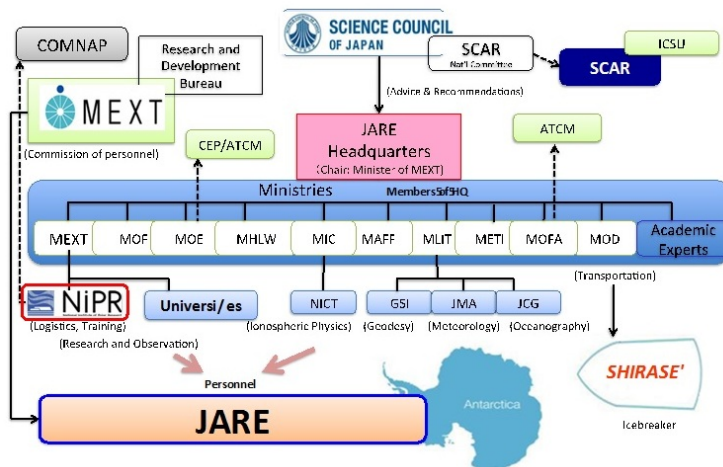 COMNAP
Research and
Development
Bureau
SCIENCE COUNCIL
OF JAPAN
SCAR
Nat'l Committee
ICSU
SCAR
MEXT
(Commission of personnel)
(Advice & Recommendations)
CEP/ATCM
JARE
Headquarters
(Chair: Minister of MEXT)
ATCM
Ministries
Members5of5HQ
MEXT
MOF
MOE
MHLW
MIC
MAFF
MLIT
METI
MOFA
MOD
Academic
Experts
(Transportation)
NiPR
Universi/es
NICT
GSI
JMA
JCG
(Logistics, Training)
(Ionospheric Physics)
(Geodesy)
(Meteorology)
(Oceanography)
(Research and Observation)
Personnel
JARE
Antarctica
SHIRASE'
Icebreaker